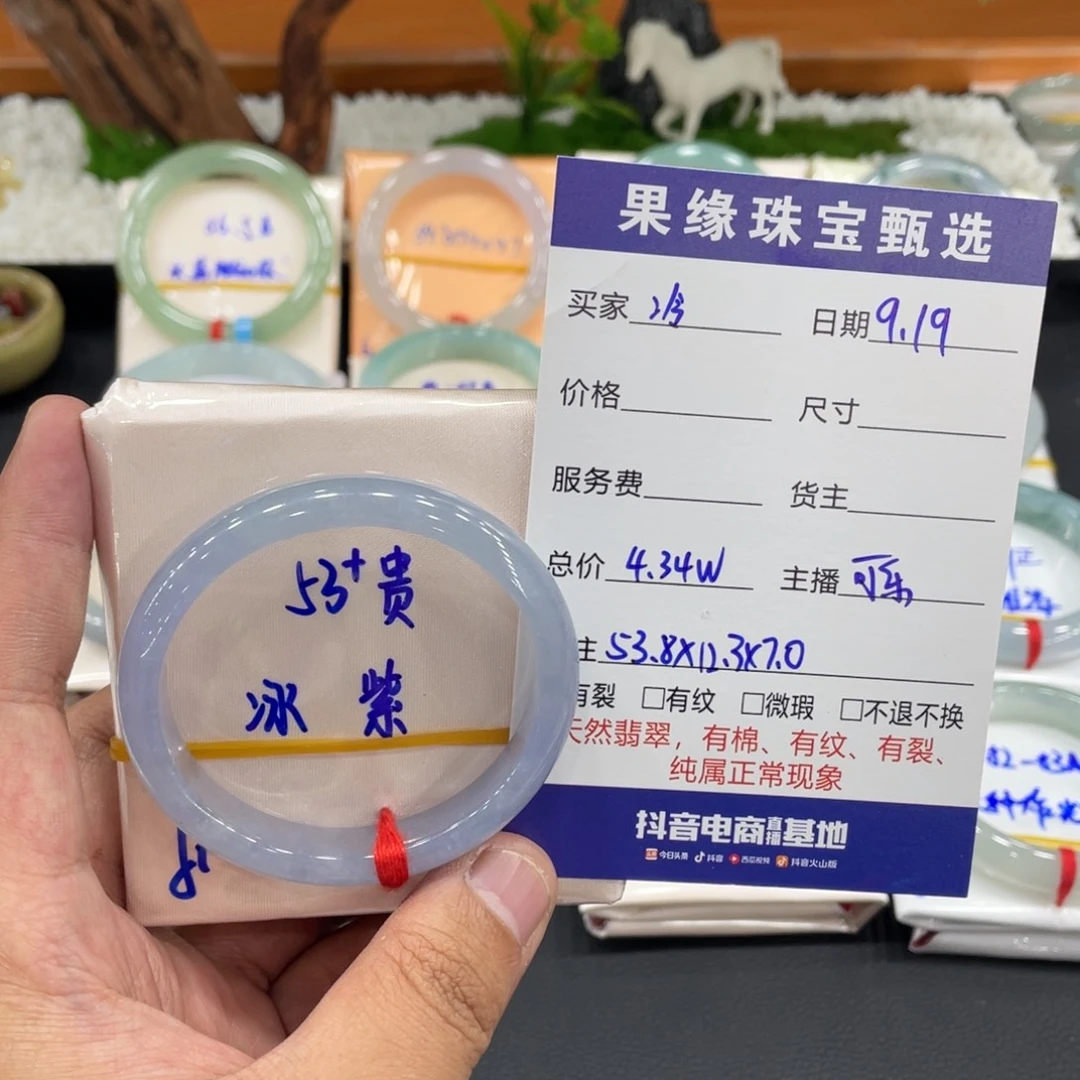 果缘珠宝甄选
买家 日期 9.19
价格 尺寸
服务费 货主
总价 4.34W 主播 可乐
主 53.8X12.3X7.0
有裂 □有纹 □微瑕 □不退不换
天然翡翠，有棉、有纹、有裂、
纯属正常现象
抖音电商直播基地
今日头条 抖音 西瓜视频 抖音火山版
53+贵
冰紫